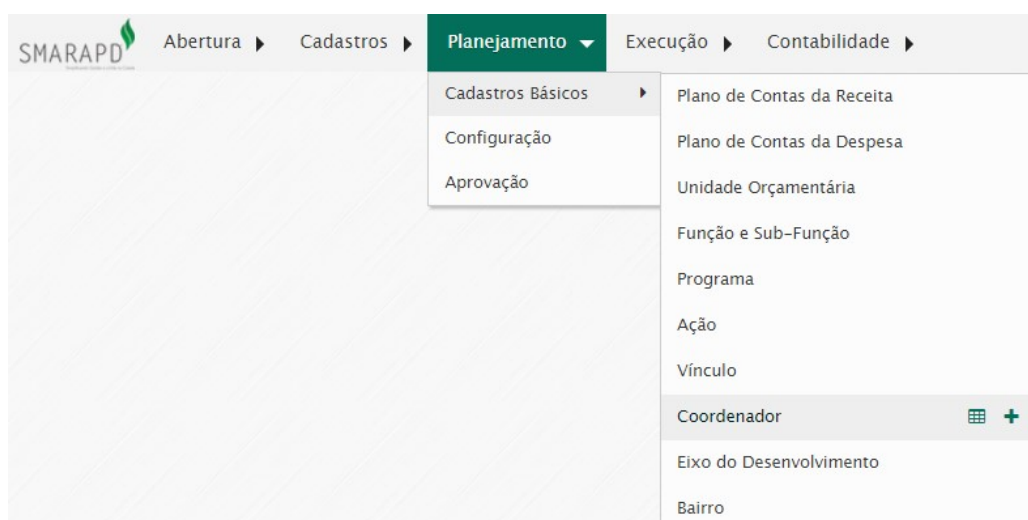 SMARAPD
Abertura
Cadastros
Planejamento
Execução
Contabilidade
Cadastros Básicos
Configuração
Aprovação
Plano de Contas da Receita
Plano de Contas da Despesa
Unidade Orçamentária
Função e Sub-Função
Programa
Ação
Vínculo
Coordenador
Eixo do Desenvolvimento
Bairro